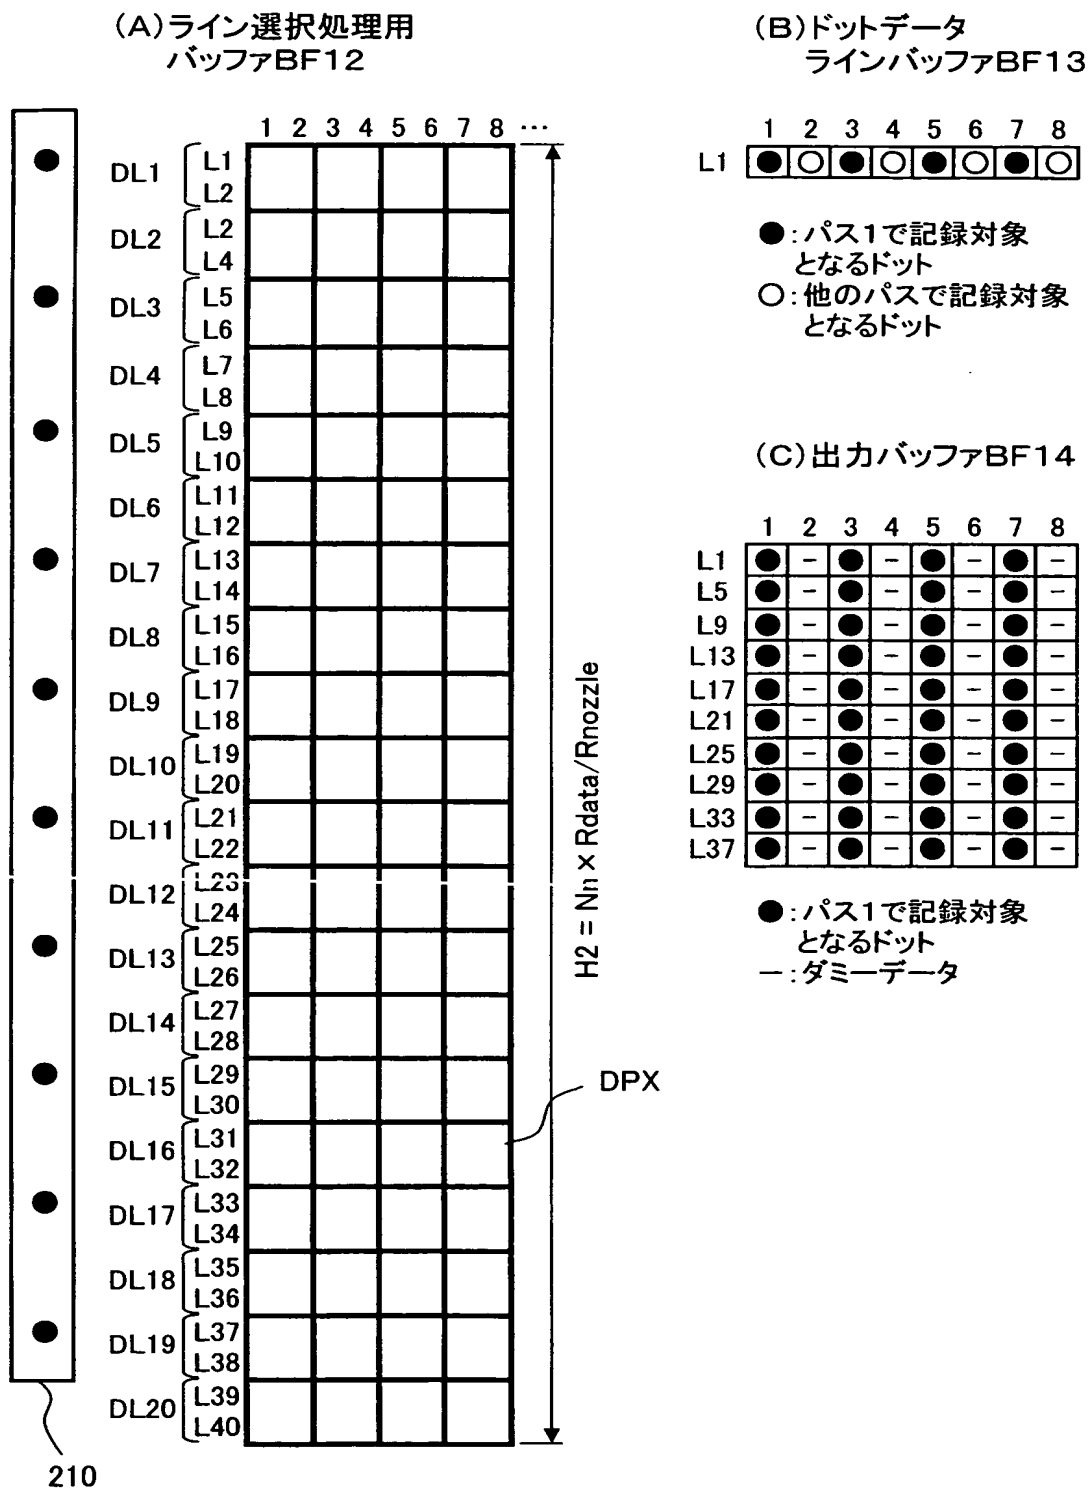 (A)ライン選択処理用
バッファBF12
1 2 3 4 5 6 7 8 …
DL1 L1
L2
DL2 L2
L4
DL3 L5
L6
DL4 L7
L8
DL5 L9
L10
DL6 L11
L12
DL7 L13
L14
DL8 L15
L16
DL9 L17
L18
DL10 L19
L20
DL11 L21
L22
DL12 L23
L24
DL13 L25
L26
DL14 L27
L28
DL15 L29
L30
DL16 L31
L32
DL17 L33
L34
DL18 L35
L36
DL19 L37
L38
DL20 L39
L40
210
H2 = Nn × Rdata/Rnozzle
DPX
(B)ドットデータ
ラインバッファBF13
1 2 3 4 5 6 7 8
L1 ● ○ ● ○ ● ○ ● ○
●:パス1で記録対象
となるドット
○:他のパスで記録対象
となるドット
(C)出力バッファBF14
1 2 3 4 5 6 7 8
L1 ● − ● − ● − ● −
L5 ● − ● − ● − ● −
L9 ● − ● − ● − ● −
L13 ● − ● − ● − ● −
L17 ● − ● − ● − ● −
L21 ● − ● − ● − ● −
L25 ● − ● − ● − ● −
L29 ● − ● − ● − ● −
L33 ● − ● − ● − ● −
L37 ● − ● − ● − ● −
●:パス1で記録対象
となるドット
−:ダミーデータ